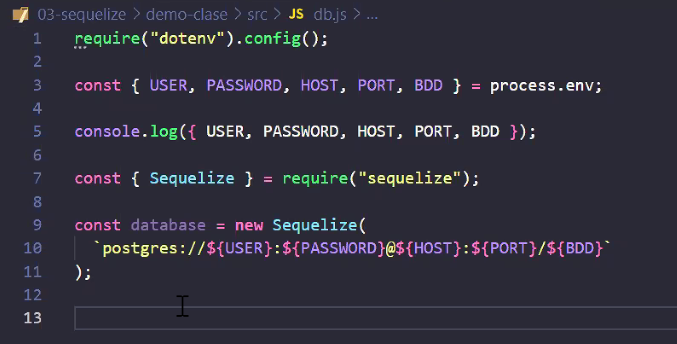 03-sequelize > demo-clase > src > JS db.js > ...
1 require("dotenv").config();
2
3 const { USER, PASSWORD, HOST, PORT, BDD } = process.env;
4
5 console.log({ USER, PASSWORD, HOST, PORT, BDD });
6
7 const { Sequelize } = require("sequelize");
8
9 const database = new Sequelize(
10 `postgres://${USER}:${PASSWORD}@${HOST}:${PORT}/${BDD}`
11 );
12
13